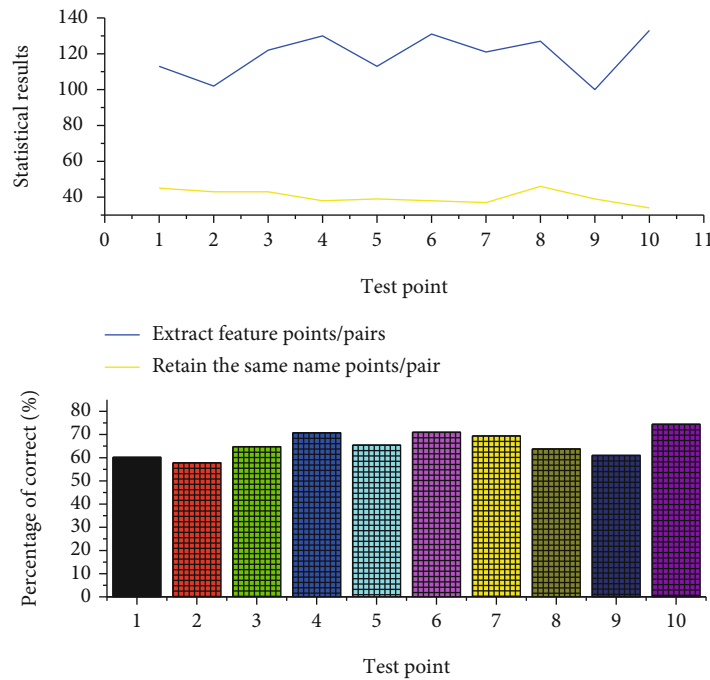 140
120
100
80
60
40
Statistical results
0 1 2 3 4 5 6 7 8 9 10 11
Test point
Extract feature points/pairs
Retain the same name points/pair
80
70
60
50
40
30
20
10
0
Percentage of correct (%)
1 2 3 4 5 6 7 8 9 10
Test point